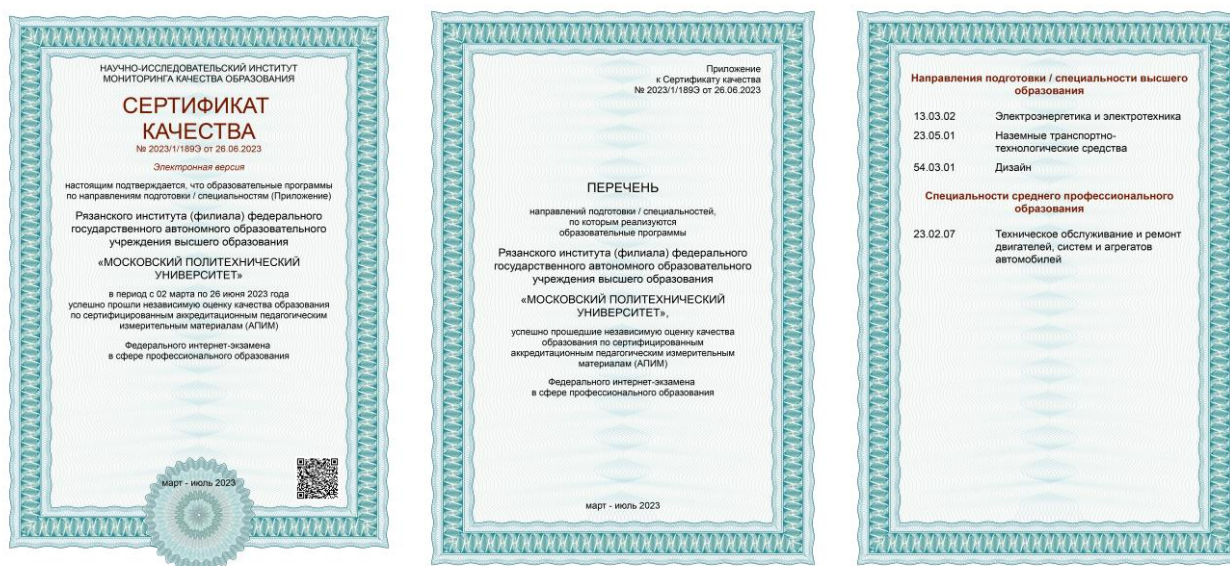 НАУЧНО-ИССЛЕДОВАТЕЛЬСКИЙ ИНСТИТУТ
МОНИТОРИНГА КАЧЕСТВА ОБРАЗОВАНИЯ
СЕРТИФИКАТ
КАЧЕСТВА
№ 2023/1/189Э от 26.06.2023
Электронная версия
настоящим подтверждается, что образовательные программы
по направлениям подготовки / специальностям (Приложение)
Рязанского института (филиала) федерального
государственного автономного образовательного
учреждения высшего образования
«МОСКОВСКИЙ ПОЛИТЕХНИЧЕСКИЙ
УНИВЕРСИТЕТ»
в период с 02 марта по 26 июня 2023 года
успешно прошли независимую оценку качества образования
по сертифицированным аккредитационным педагогическим
измерительным материалам (АПИМ)
Федерального интернет-экзамена
в сфере профессионального образования
март - июль 2023
Приложение
к Сертификату качества
№ 2023/1/189Э от 26.06.2023
ПЕРЕЧЕНЬ
направлений подготовки / специальностей,
по которым реализуются
образовательные программы
Рязанского института (филиала) федерального
государственного автономного образовательного
учреждения высшего образования
«МОСКОВСКИЙ ПОЛИТЕХНИЧЕСКИЙ
УНИВЕРСИТЕТ»,
успешно прошедшие независимую оценку качества
образования по сертифицированным
аккредитационным педагогическим измерительным
материалам (АПИМ)
Федерального интернет-экзамена
в сфере профессионального образования
март - июль 2023
Направления подготовки / специальности высшего
образования
13.03.02 Электроэнергетика и электротехника
23.05.01 Наземные транспортно-
технологические средства
54.03.01 Дизайн
Специальности среднего профессионального
образования
23.02.07 Техническое обслуживание и ремонт
двигателей, систем и агрегатов
автомобилей